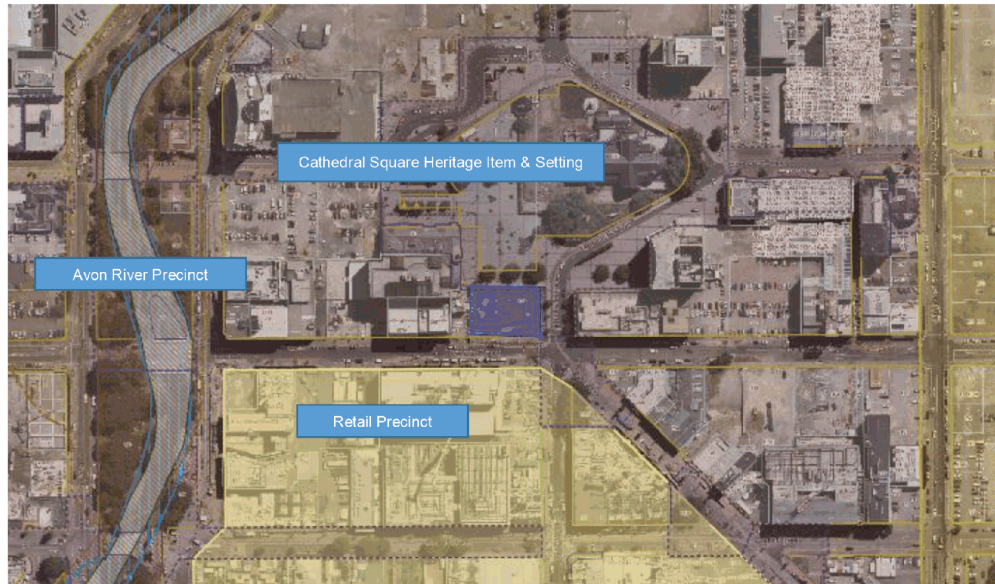 Cathedral Square Heritage Item & Setting
Avon River Precinct
Retail Precinct